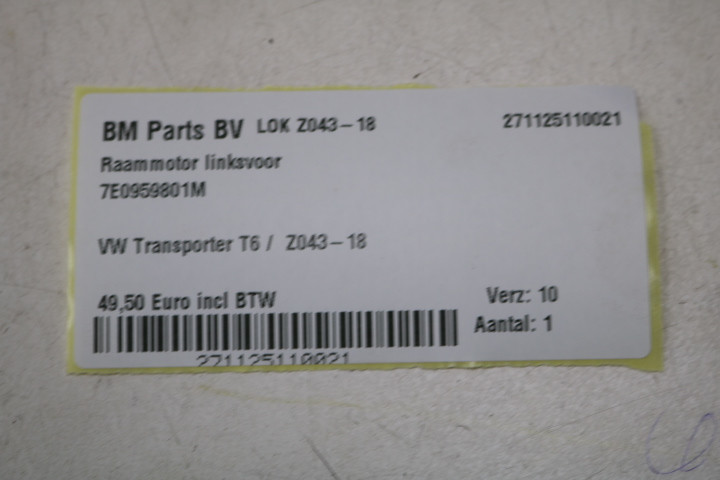 BM Parts BV LOK Z043-18 271125110021
Raammotor linksvoor
7E0959801M
VW Transporter T6 / Z043-18
49,50 Euro incl BTW Verz: 10
Aantal: 1
271125110021